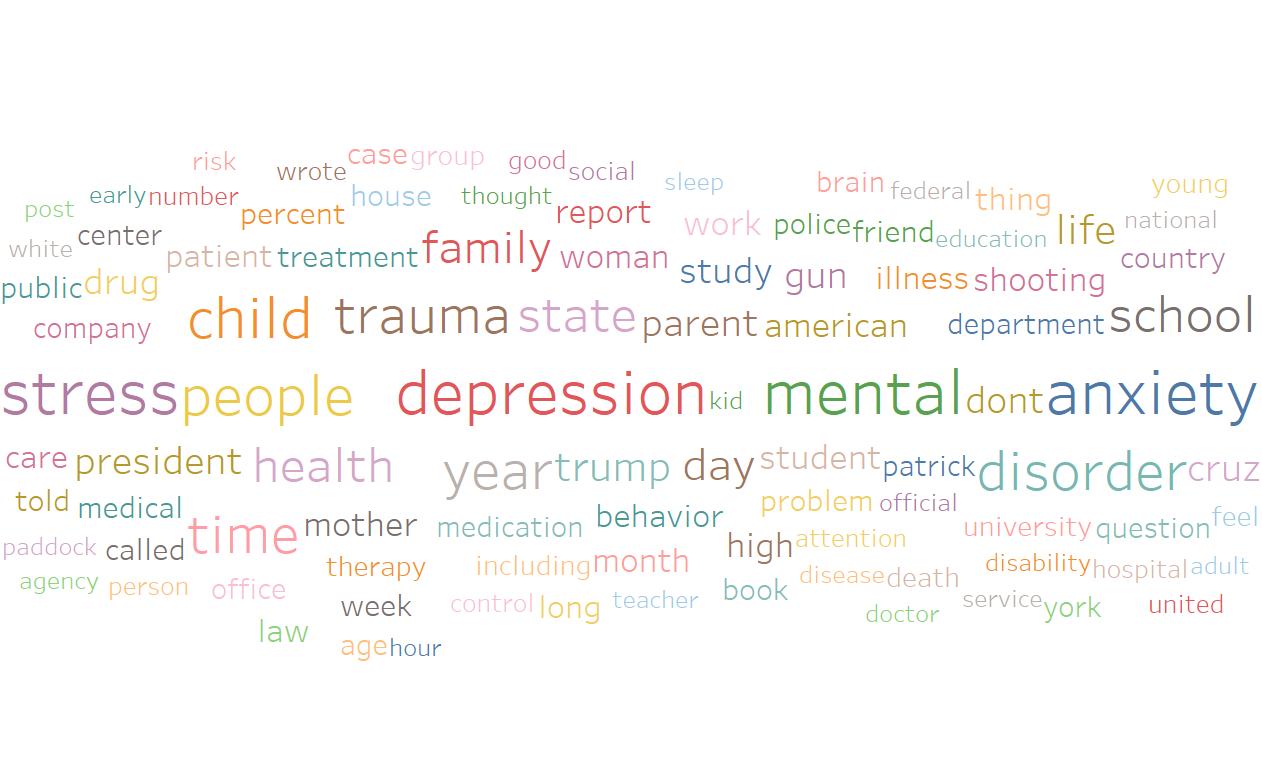 risk wrote case group good social sleep brain federal thing young
post early number percent house thought report work police friend education life national
white center patient treatment family woman study gun illness shooting country
public drug
company child trauma state parent american department school
stress people depression kid mental dont anxiety
care president health year trump day student patrick disorder cruz
told medical time mother medication behavior problem official university question feel
paddock called therapy including month high attention disability hospital adult
agency person office week control long teacher book disease death doctor service york united
law age hour